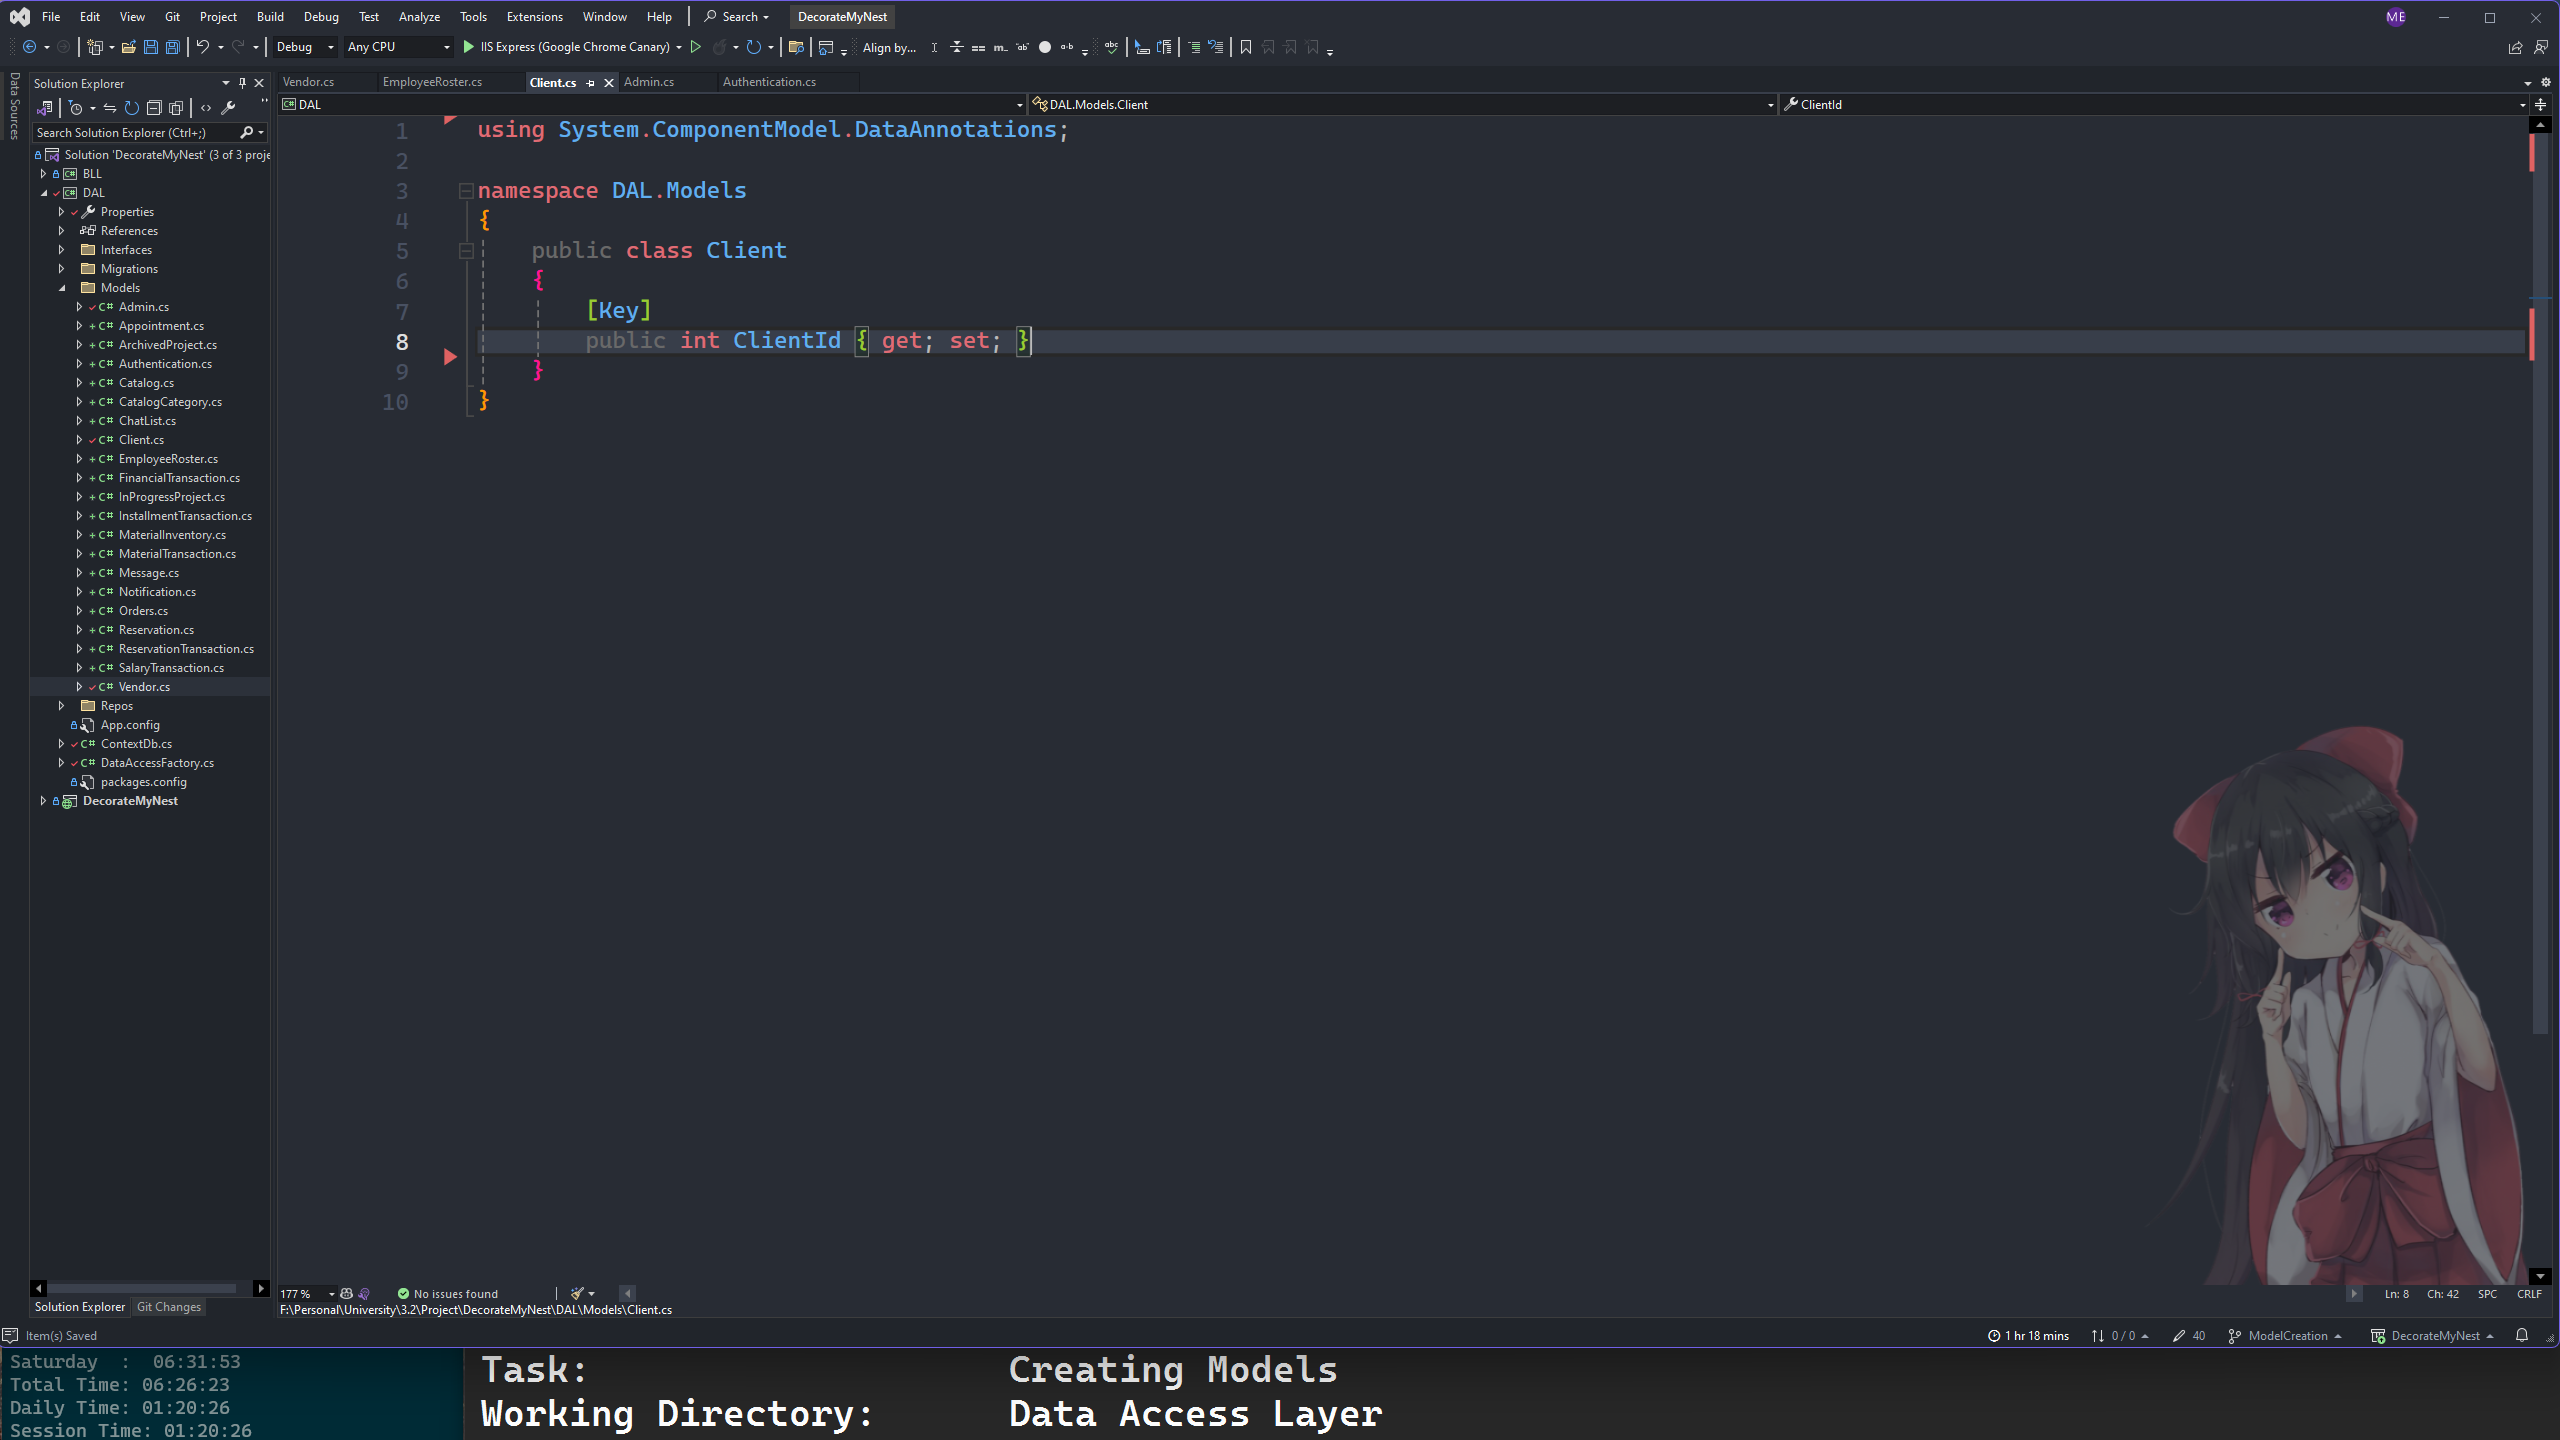 File Edit View Git Project Build Debug Test Analyze Tools Extensions Window Help Search DecorateMyNest ME
Debug Any CPU IIS Express (Google Chrome Canary) Align by...
Data Sources
Solution Explorer
Search Solution Explorer (Ctrl+;)
Solution 'DecorateMyNest' (3 of 3 proje
BLL
DAL
Properties
References
Interfaces
Migrations
Models
C# Admin.cs
C# Appointment.cs
C# ArchivedProject.cs
C# Authentication.cs
C# Catalog.cs
C# CatalogCategory.cs
C# ChatList.cs
C# Client.cs
C# EmployeeRoster.cs
C# FinancialTransaction.cs
C# InProgressProject.cs
C# InstallmentTransaction.cs
C# MaterialInventory.cs
C# MaterialTransaction.cs
C# Message.cs
C# Notification.cs
C# Orders.cs
C# Reservation.cs
C# ReservationTransaction.cs
C# SalaryTransaction.cs
C# Vendor.cs
Repos
App.config
C# ContextDb.cs
C# DataAccessFactory.cs
packages.config
DecorateMyNest
Solution Explorer Git Changes
Vendor.cs EmployeeRoster.cs Client.cs Admin.cs Authentication.cs
C# DAL DAL.Models.Client ClientId
1 using System.ComponentModel.DataAnnotations;
2
3 namespace DAL.Models
4 {
5 public class Client
6 {
7 [Key]
8 public int ClientId { get; set; }
9 }
10 }
177 % No issues found Ln: 8 Ch: 42 SPC CRLF
F:\Personal\University\3.2\Project\DecorateMyNest\DAL\Models\Client.cs
Item(s) Saved 1 hr 18 mins 0 / 0 40 ModelCreation DecorateMyNest
Saturday : 06:31:53
Total Time: 06:26:23
Daily Time: 01:20:26
Session Time: 01:20:26
Task: Creating Models
Working Directory: Data Access Layer